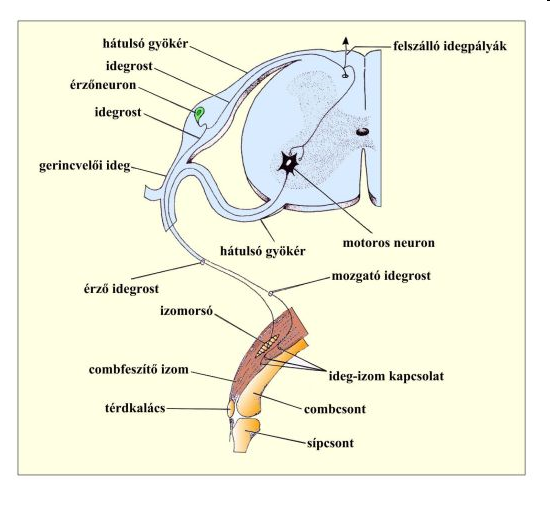 hátulsó gyökér
felszálló idegpályák
idegrost
érzőneuron
idegrost
gerincvelői ideg
motoros neuron
hátulsó gyökér
mozgató idegrost
érző idegrost
izomorsó
combfeszítő izom
ideg-izom kapcsolat
térdkalács
combcsont
sípcsont